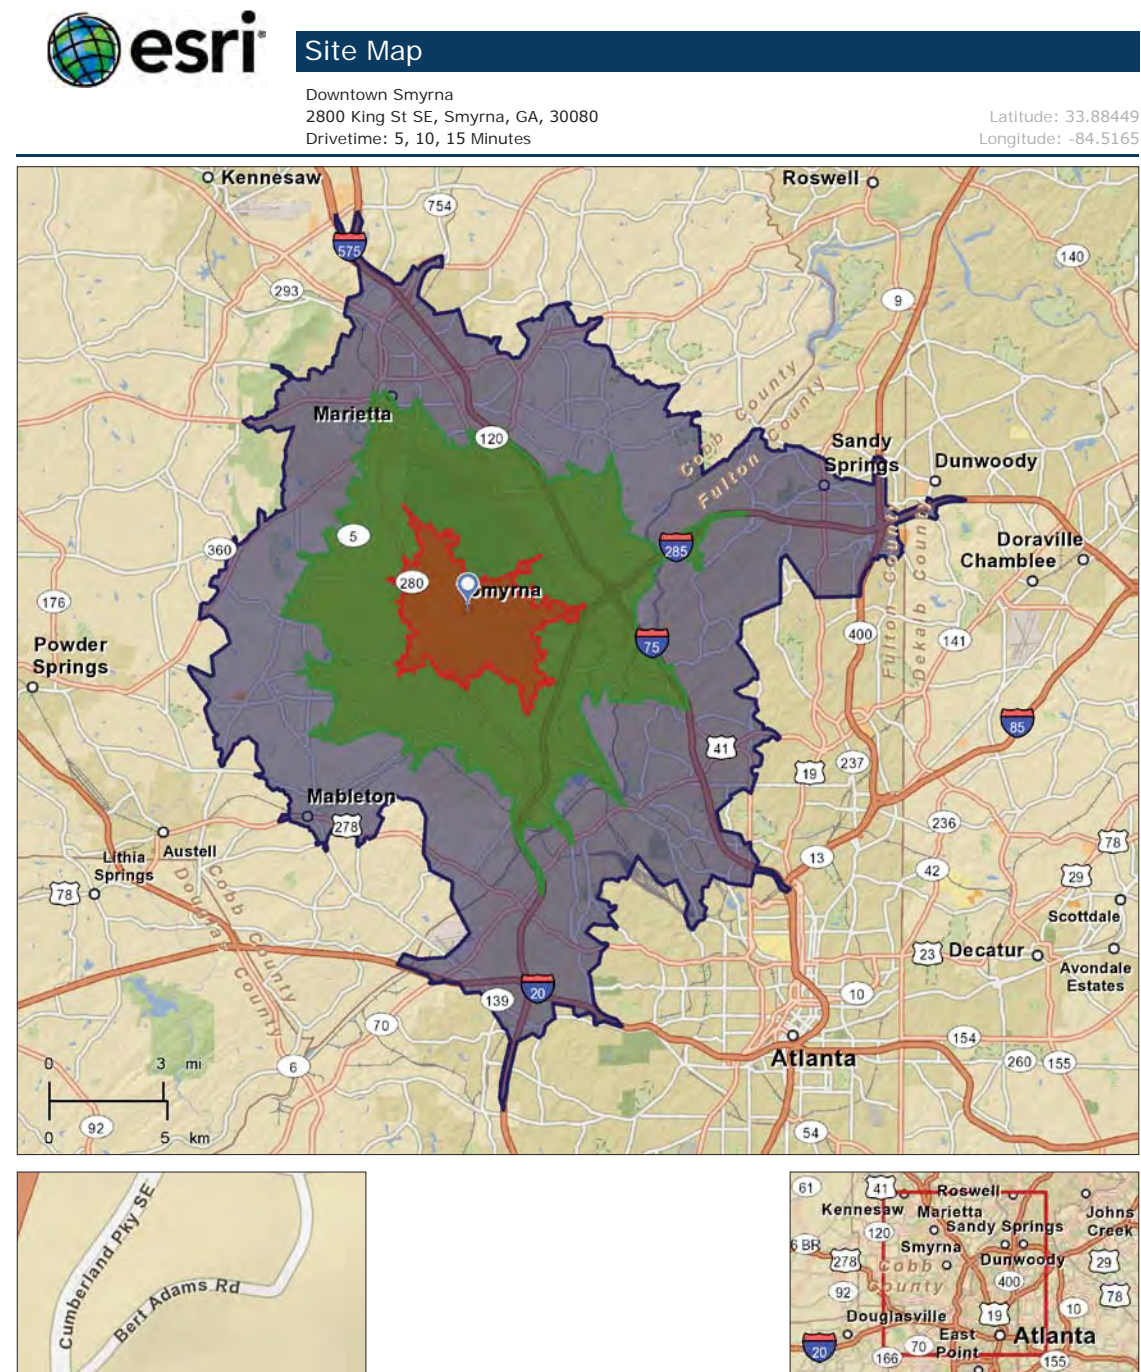 esri
Site Map
Downtown Smyrna
2800 King St SE, Smyrna, GA, 30080
Latitude: 33.88449
Drivetime: 5, 10, 15 Minutes
Longitude: -84.5165
Kennesaw
Roswell
754
575
140
293
9
Cobb County
Fulton County
Marietta
120
Sandy
Springs
Dunwoody
5
285
360
Doraville
Chamblee
280
Smyrna
176
Fulton County
Dekalb County
400
141
75
Powder
Springs
85
41
237
19
Mableton
278
236
78
Lithia
Springs
Austell
13
42
29
78
Cobb County
Douglas County
Scottdale
23
Decatur
Avondale
Estates
139
20
10
70
154
Atlanta
260
155
0 3 mi
6
0 5 km
92
54
Cumberland Pky SE
Bert Adams Rd
61
41
Roswell
Kennesaw
Marietta
Johns
Creek
120
Sandy Springs
6 BR
Smyrna
278
Dunwoody
29
Cobb
County
400
92
78
10
Douglasville
19
East
Point
Atlanta
20
70
166
155